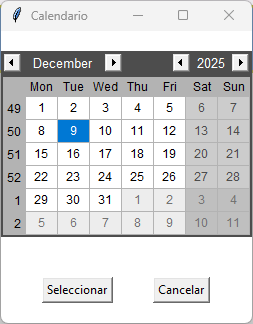 Calendario
December 2025
Mon Tue Wed Thu Fri Sat Sun
49 1 2 3 4 5 6 7
50 8 9 10 11 12 13 14
51 15 16 17 18 19 20 21
52 22 23 24 25 26 27 28
1 29 30 31 1 2 3 4
2 5 6 7 8 9 10 11
Seleccionar Cancelar